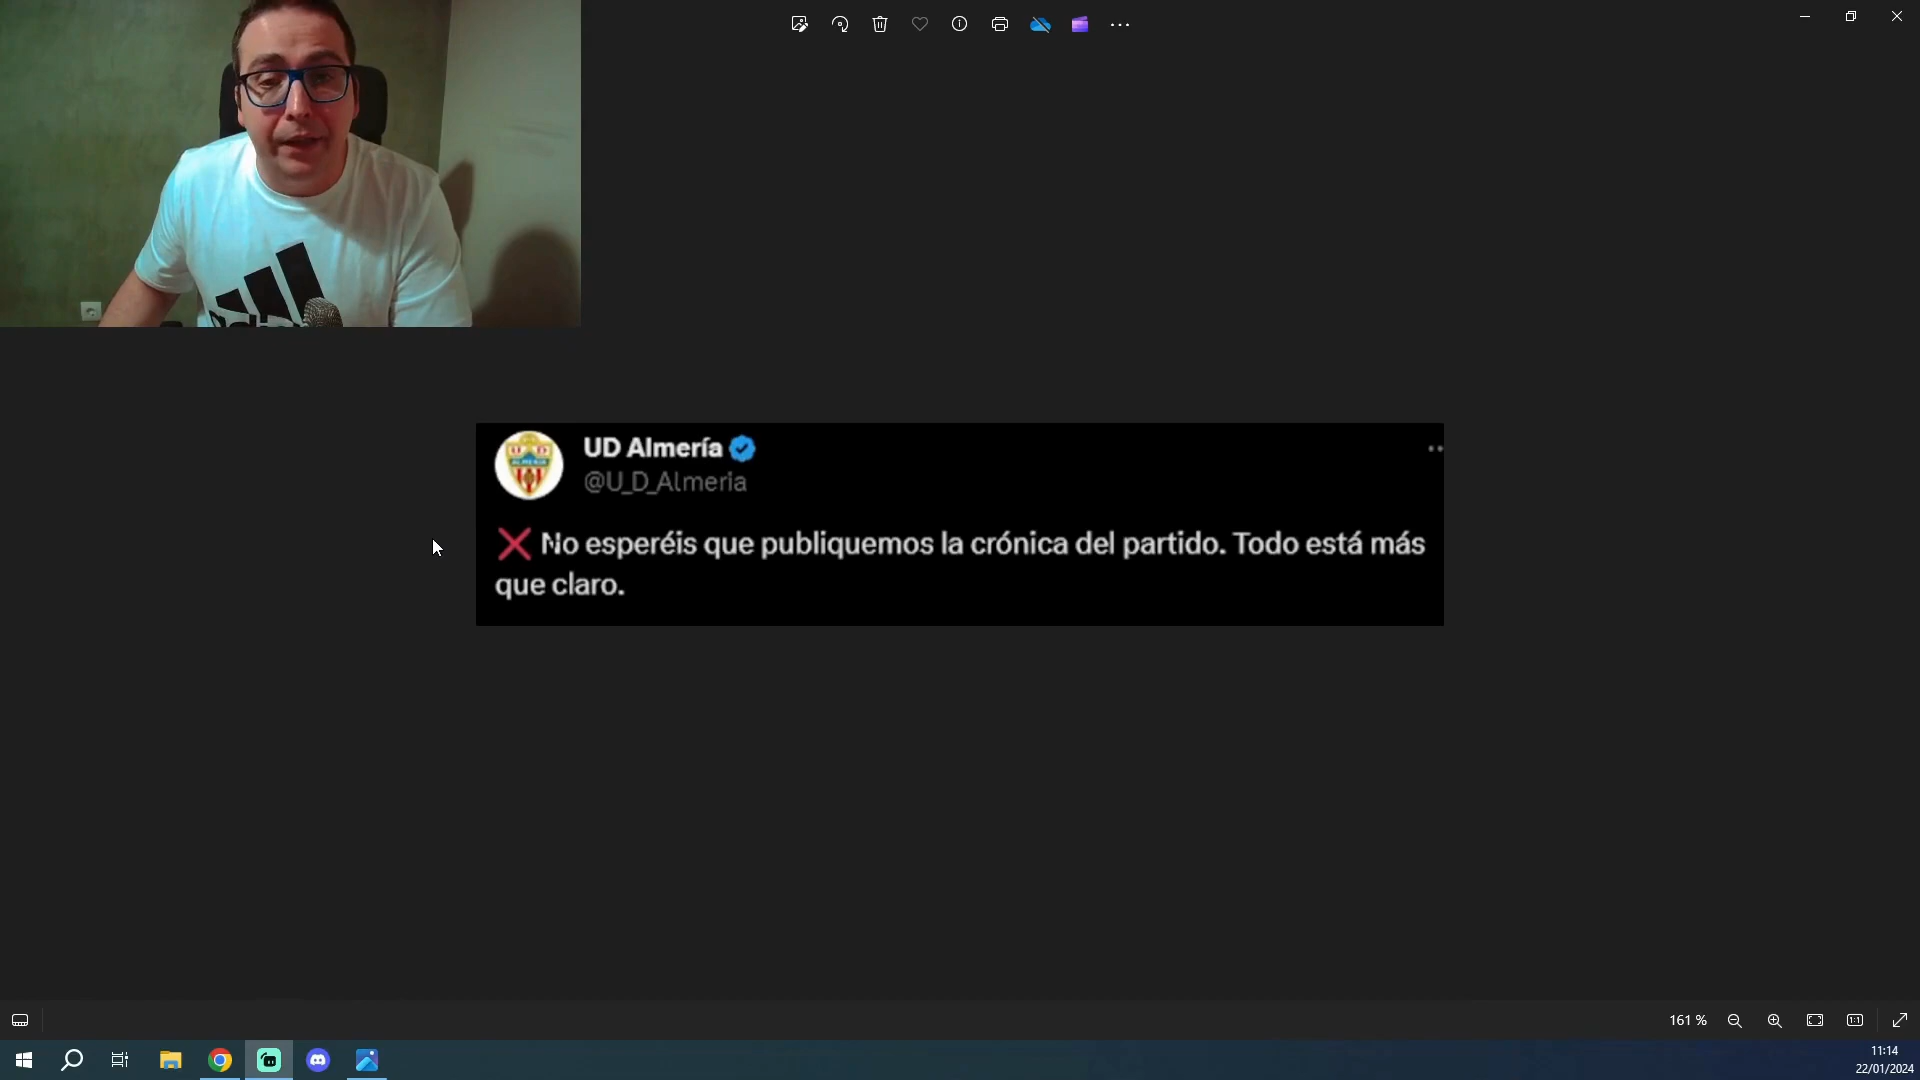 UD Almería
@U_D_Almeria
❌ No esperéis que publiquemos la crónica del partido. Todo está más
que claro.
161 %
11:14
22/01/2024